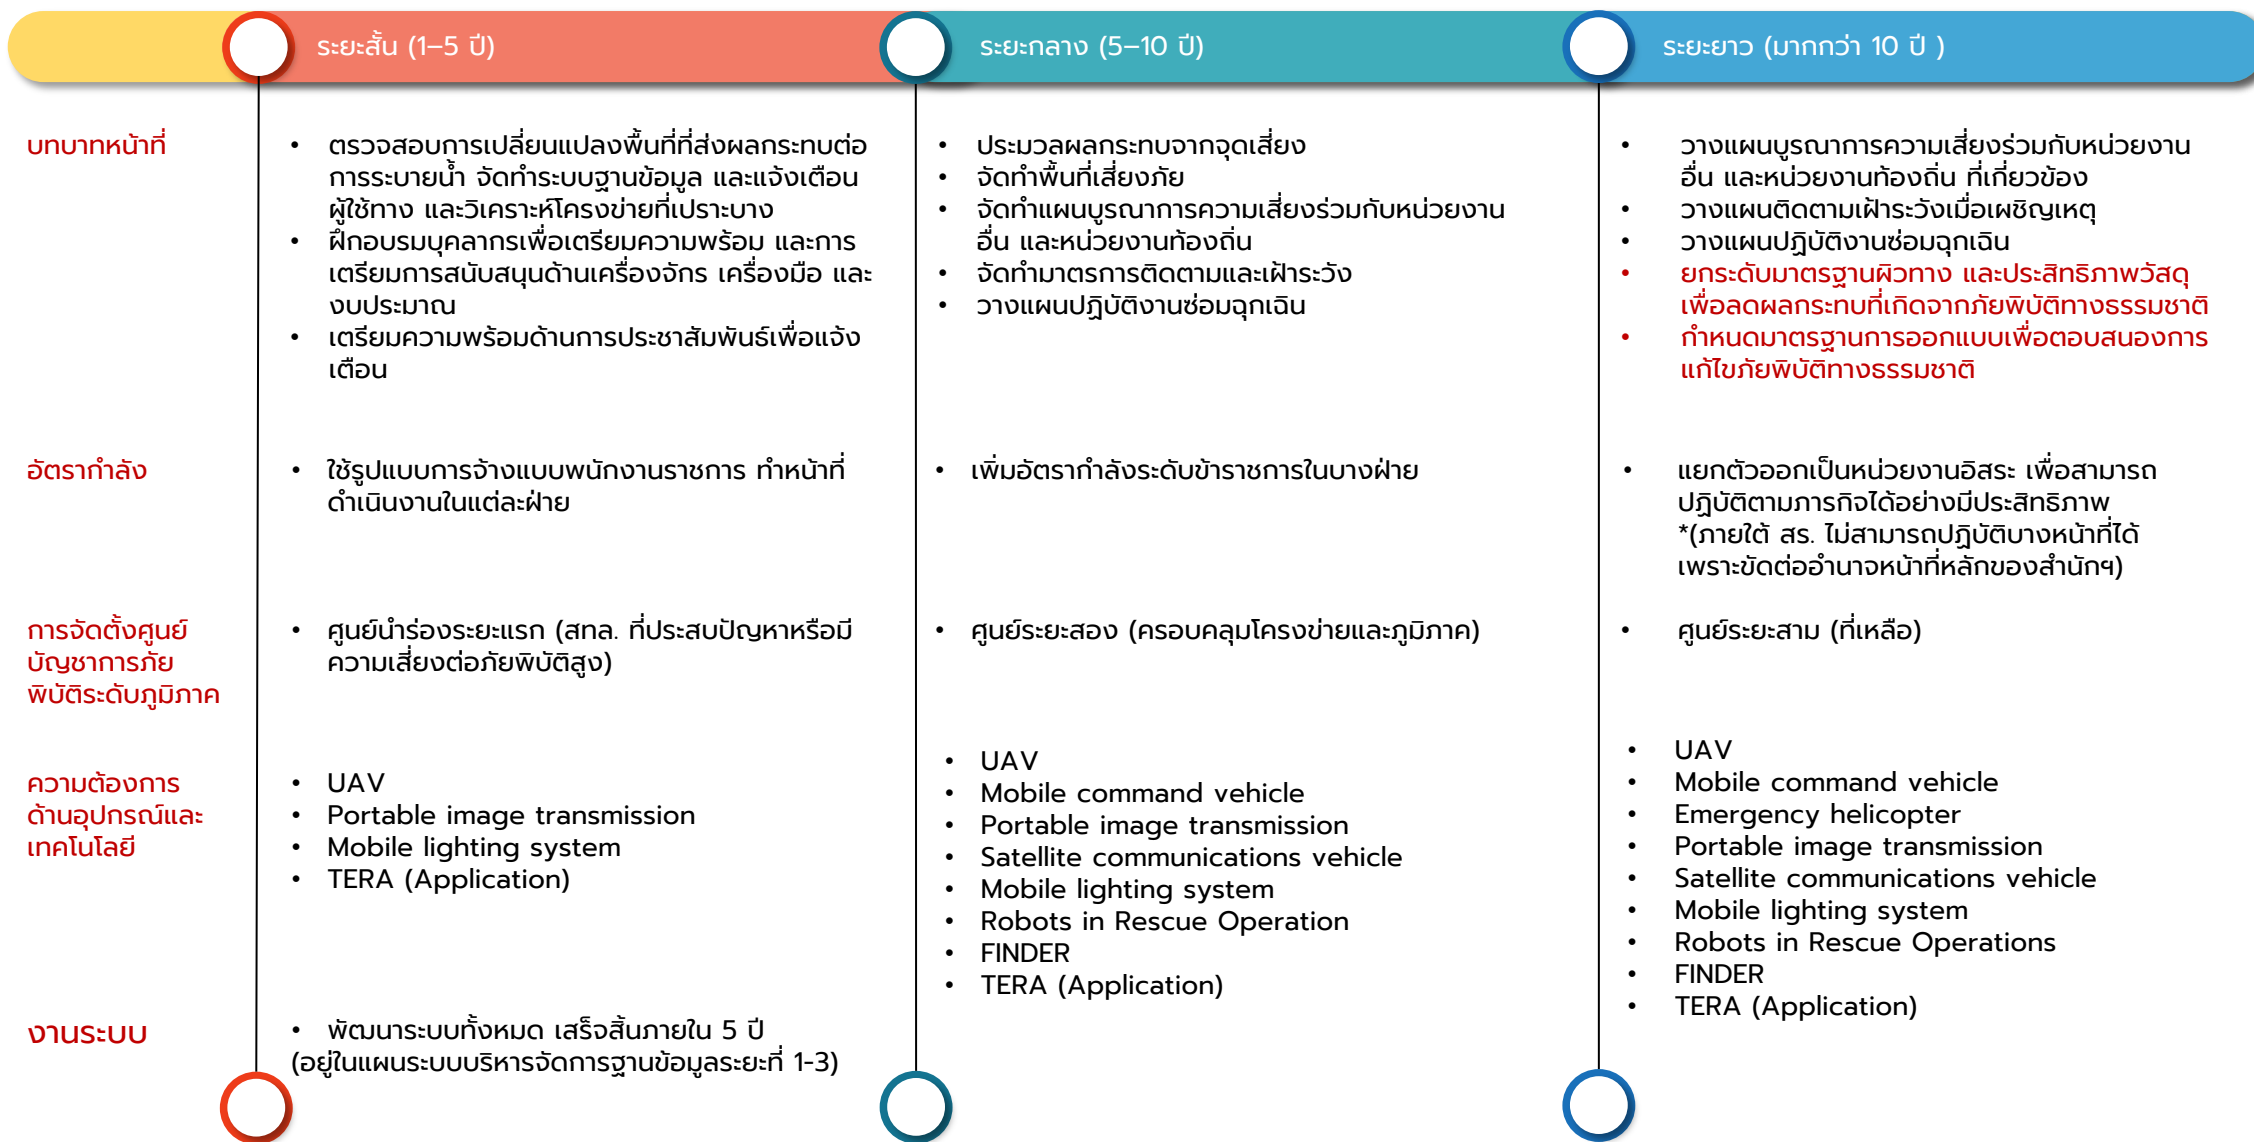 ระยะสั้น (1–5 ปี)
ระยะกลาง (5–10 ปี)
ระยะยาว (มากกว่า 10 ปี )
บทบาทหน้าที่
• ตรวจสอบการเปลี่ยนแปลงพื้นที่ที่ส่งผลกระทบต่อ
การระบายน้ำ จัดทำระบบฐานข้อมูล และแจ้งเตือน
ผู้ใช้ทาง และวิเคราะห์โครงข่ายที่เปราะบาง
• ฝึกอบรมบุคลากรเพื่อเตรียมความพร้อม และการ
เตรียมการสนับสนุนด้านเครื่องจักร เครื่องมือ และ
งบประมาณ
• เตรียมความพร้อมด้านการประชาสัมพันธ์เพื่อแจ้ง
เตือน
• ประมวลผลกระทบจากจุดเสี่ยง
• จัดทำพื้นที่เสี่ยงภัย
• จัดทำแผนบูรณาการความเสี่ยงร่วมกับหน่วยงาน
อื่น และหน่วยงานท้องถิ่น
• จัดทำมาตรการติดตามและเฝ้าระวัง
• วางแผนปฏิบัติงานซ่อมฉุกเฉิน
• วางแผนบูรณาการความเสี่ยงร่วมกับหน่วยงาน
อื่น และหน่วยงานท้องถิ่น ที่เกี่ยวข้อง
• วางแผนติดตามเฝ้าระวังเมื่อเผชิญเหตุ
• วางแผนปฏิบัติงานซ่อมฉุกเฉิน
• ยกระดับมาตรฐานผิวทาง และประสิทธิภาพวัสดุ
เพื่อลดผลกระทบที่เกิดจากภัยพิบัติทางธรรมชาติ
• กำหนดมาตรฐานการออกแบบเพื่อตอบสนองการ
แก้ไขภัยพิบัติทางธรรมชาติ
อัตรากำลัง
• ใช้รูปแบบการจ้างแบบพนักงานราชการ ทำหน้าที่
ดำเนินงานในแต่ละฝ่าย
• เพิ่มอัตรากำลังระดับข้าราชการในบางฝ่าย
• แยกตัวออกเป็นหน่วยงานอิสระ เพื่อสามารถ
ปฏิบัติตามภารกิจได้อย่างมีประสิทธิภาพ
*(ภายใต้ สร. ไม่สามารถปฏิบัติบางหน้าที่ได้
เพราะขัดต่ออำนาจหน้าที่หลักของสำนักฯ)
การจัดตั้งศูนย์
บัญชาการภัย
พิบัติระดับภูมิภาค
• ศูนย์นำร่องระยะแรก (สทล. ที่ประสบปัญหาหรือมี
ความเสี่ยงต่อภัยพิบัติสูง)
• ศูนย์ระยะสอง (ครอบคลุมโครงข่ายและภูมิภาค)
• ศูนย์ระยะสาม (ที่เหลือ)
ความต้องการ
ด้านอุปกรณ์และ
เทคโนโลยี
• UAV
• Portable image transmission
• Mobile lighting system
• TERA (Application)
• UAV
• Mobile command vehicle
• Portable image transmission
• Satellite communications vehicle
• Mobile lighting system
• Robots in Rescue Operation
• FINDER
• TERA (Application)
• UAV
• Mobile command vehicle
• Emergency helicopter
• Portable image transmission
• Satellite communications vehicle
• Mobile lighting system
• Robots in Rescue Operations
• FINDER
• TERA (Application)
งานระบบ
• พัฒนาระบบทั้งหมด เสร็จสิ้นภายใน 5 ปี
(อยู่ในแผนระบบบริหารจัดการฐานข้อมูลระยะที่ 1-3)